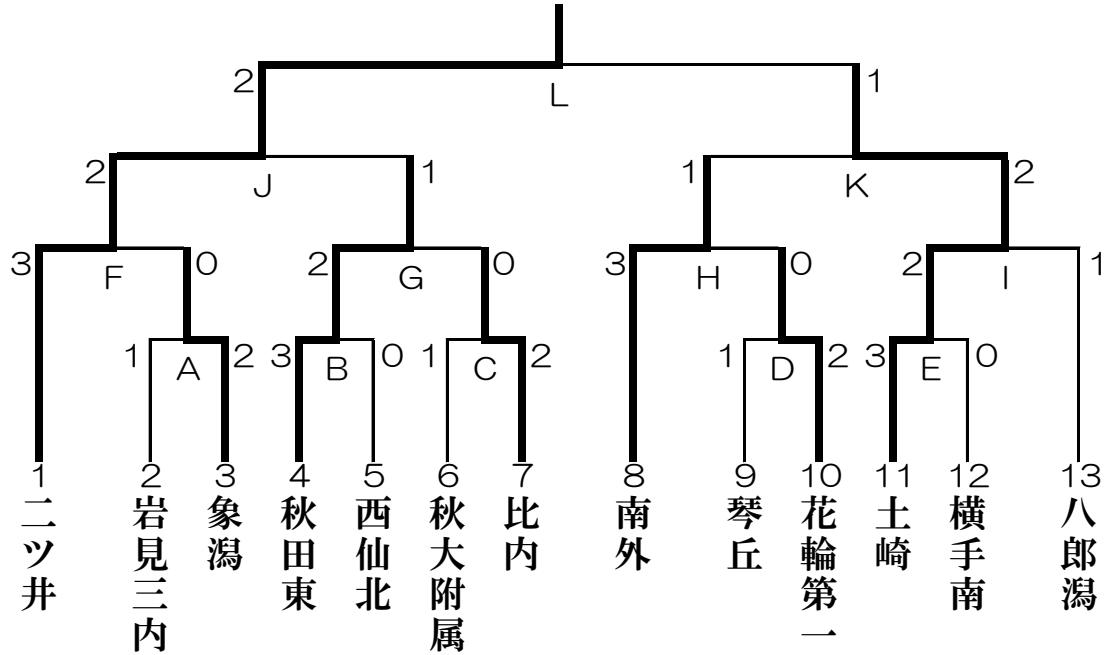 2 1
L
2 1 1 2
J K
3 0 2 0 3 0 2 1
F G H I
1 2 3 0 1 2 1 2 3 0
A B C D E
1 2 3 4 5 6 7 8 9 10 11 12 13
二ツ井
岩見三内
象潟
秋田東
西仙北
秋大附属
比内
南外
琴丘
花輪第一
土崎
横手南
八郎潟